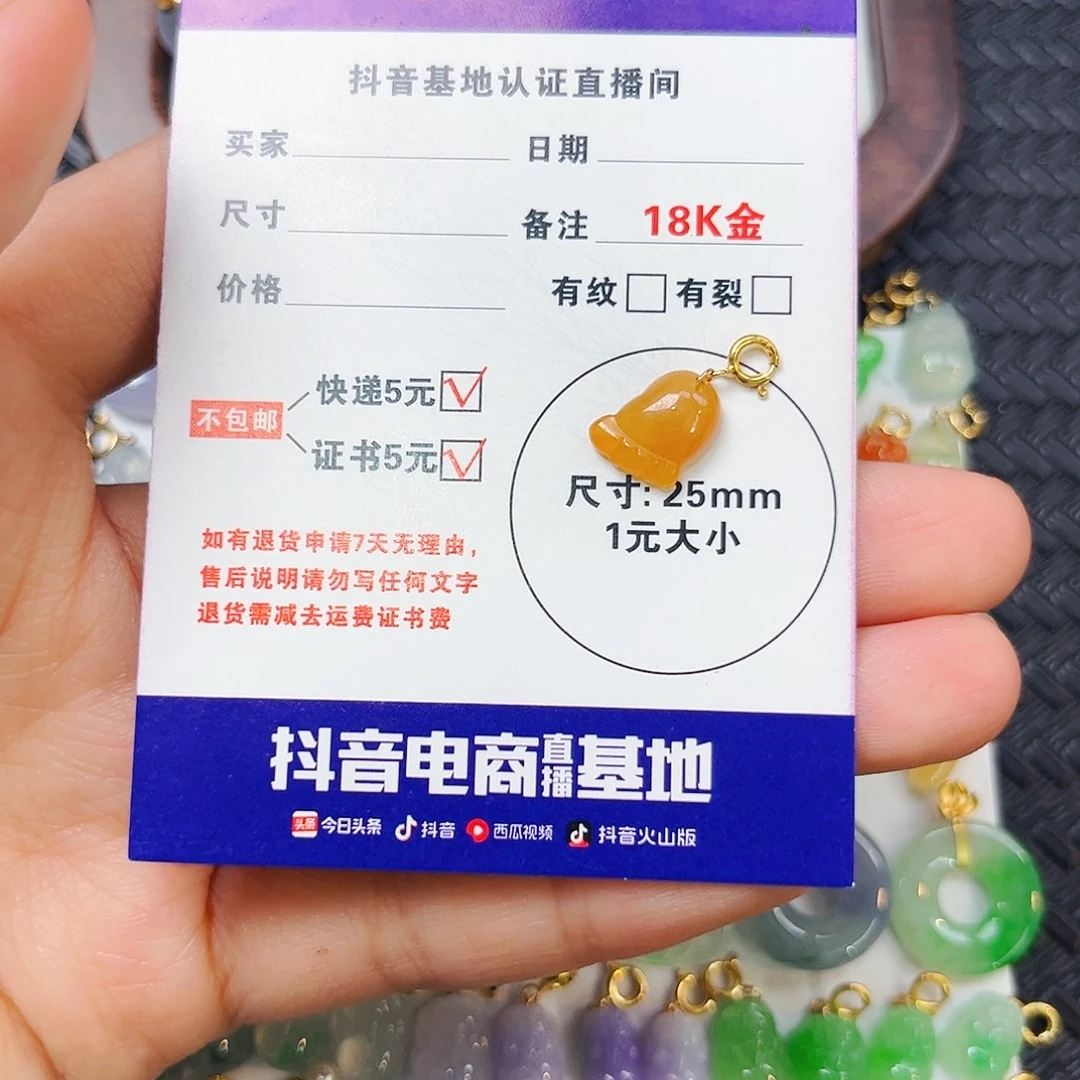 抖音基地认证直播间
买家 日期
尺寸 备注 18K金
价格 有纹 有裂
不包邮
快递5元
证书5元
尺寸: 25mm
1元大小
如有退货申请7天无理由,
售后说明请勿写任何文字
退货需减去运费证书费
抖音电商直播基地
头条 今日头条 抖音 西瓜视频 抖音火山版